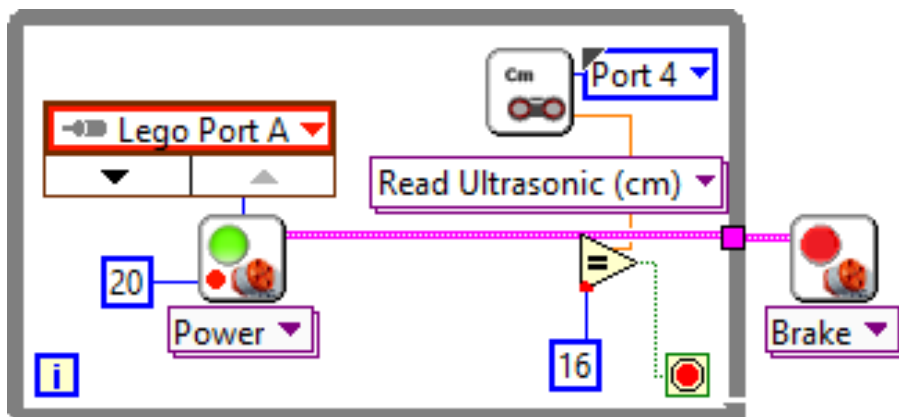 Cm
Port 4
Lego Port A
Read Ultrasonic (cm)
=
20
Power
16
Brake
i